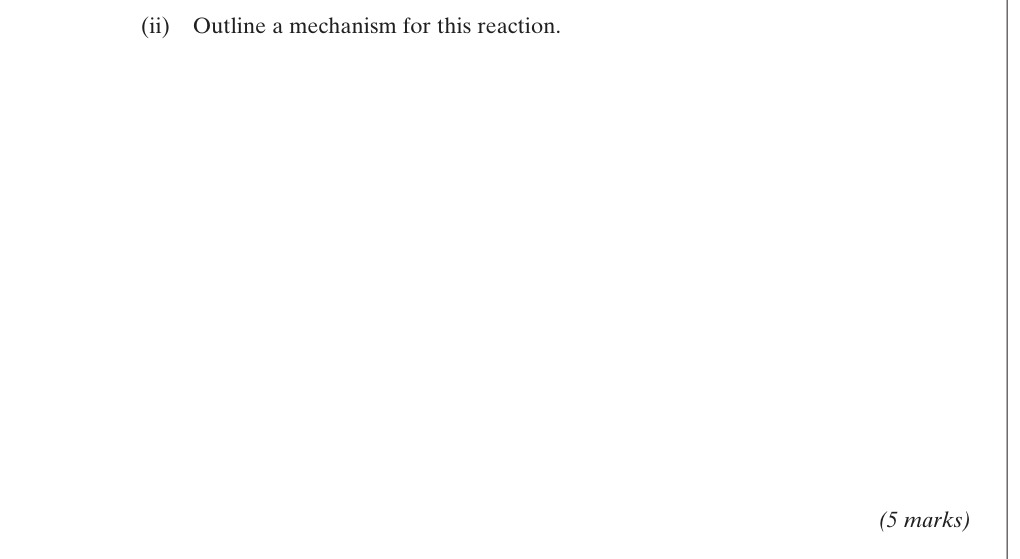 (ii) Outline a mechanism for this reaction.
(5 marks)